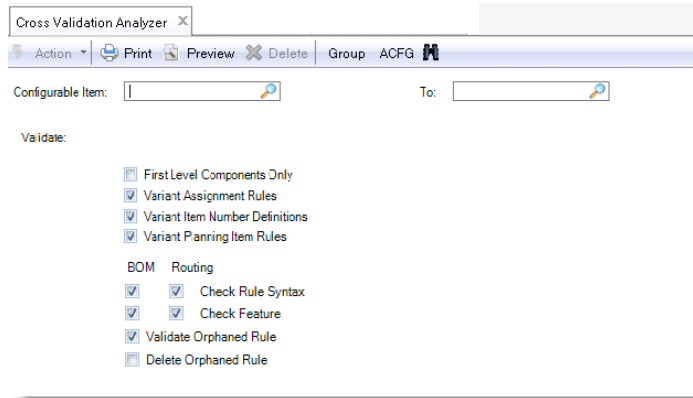 Cross Validation Analyzer X
Action Print Preview Delete Group ACFG
Configurable Item: To:
Validate:
First Level Components Only
Variant Assignment Rules
Variant Item Number Definitions
Variant Planning Item Rules
BOM Routing
Check Rule Syntax
Check Feature
Validate Orphaned Rule
Delete Orphaned Rule